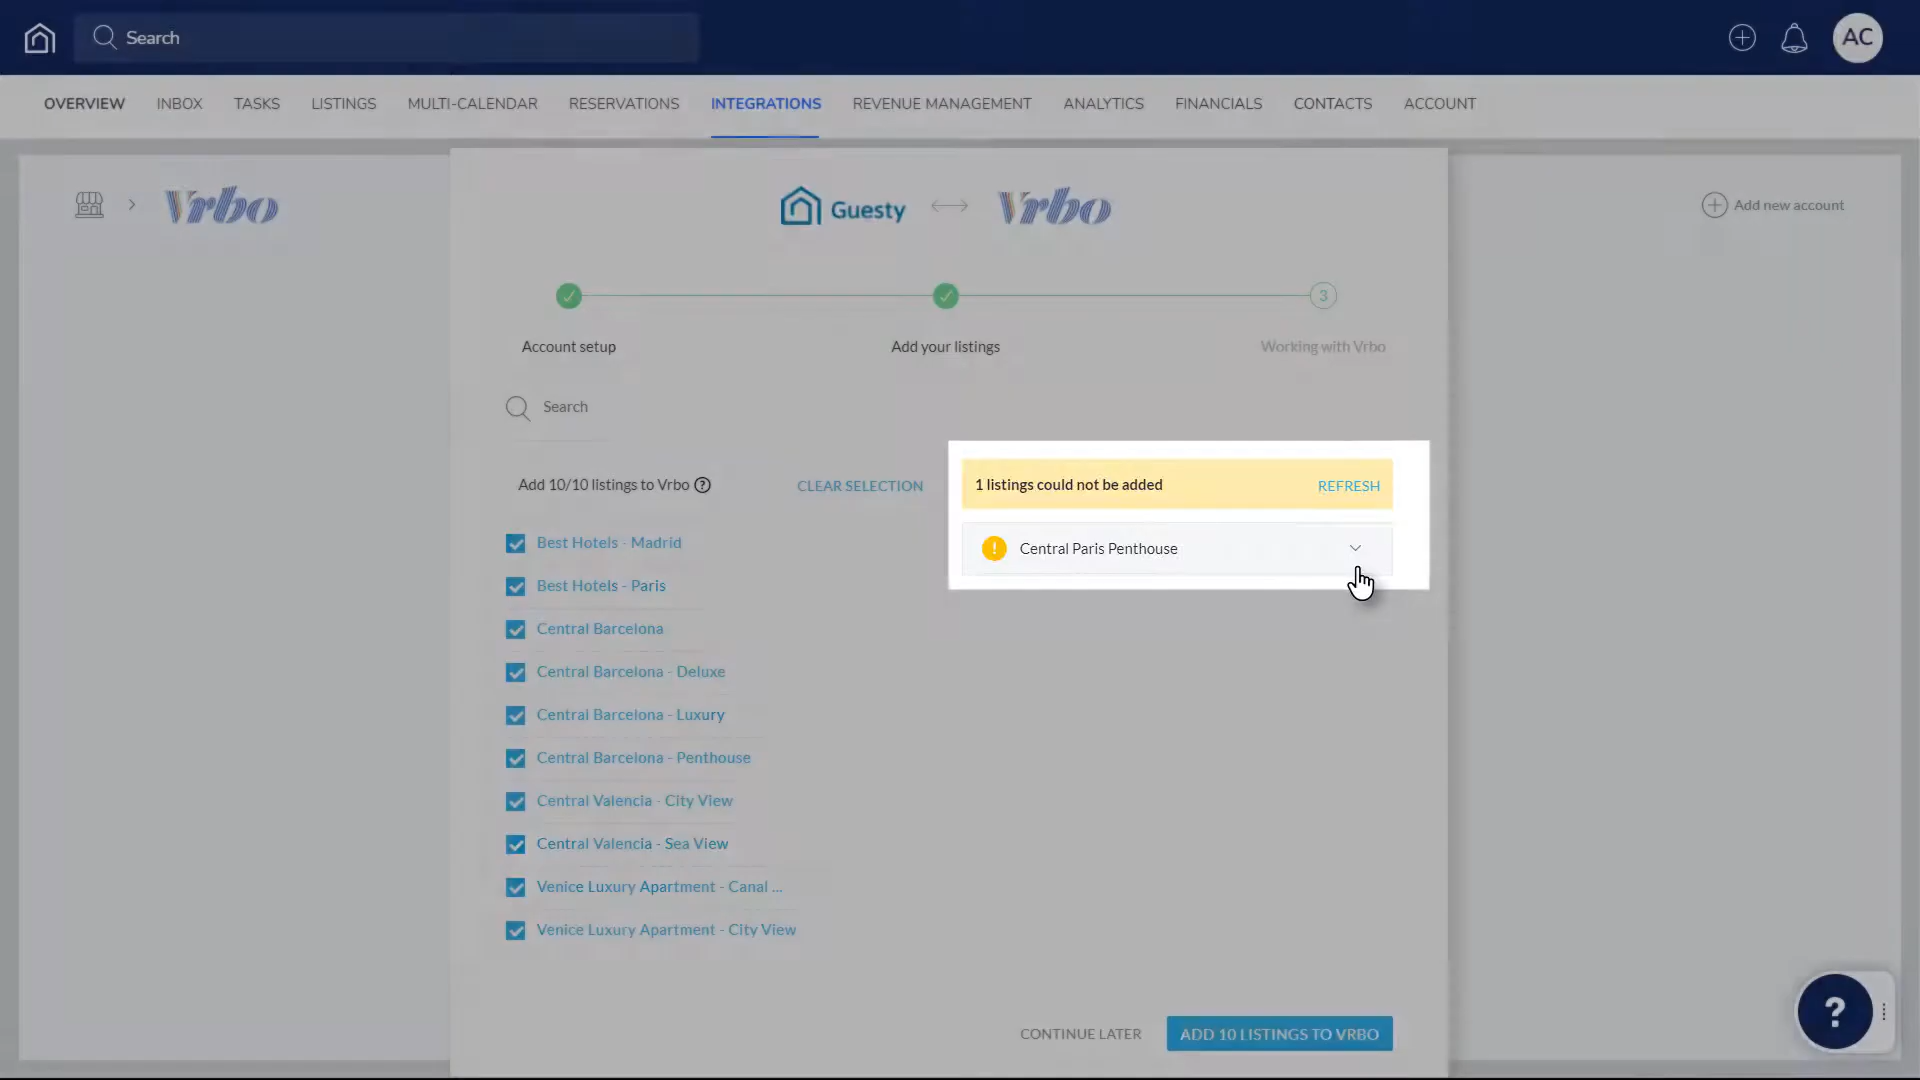 Search
AC
OVERVIEW INBOX TASKS LISTINGS MULTI-CALENDAR RESERVATIONS INTEGRATIONS REVENUE MANAGEMENT ANALYTICS FINANCIALS CONTACTS ACCOUNT
Vrbo
Guesty
Vrbo
Add new account
3
Account setup
Add your listings
Working with Vrbo
Search
Add 10/10 listings to Vrbo ?
CLEAR SELECTION
1 listings could not be added
REFRESH
! Central Paris Penthouse
Best Hotels - Madrid
Best Hotels - Paris
Central Barcelona
Central Barcelona - Deluxe
Central Barcelona - Luxury
Central Barcelona - Penthouse
Central Valencia - City View
Central Valencia - Sea View
Venice Luxury Apartment - Canal ...
Venice Luxury Apartment - City View
CONTINUE LATER
ADD 10 LISTINGS TO VRBO
?